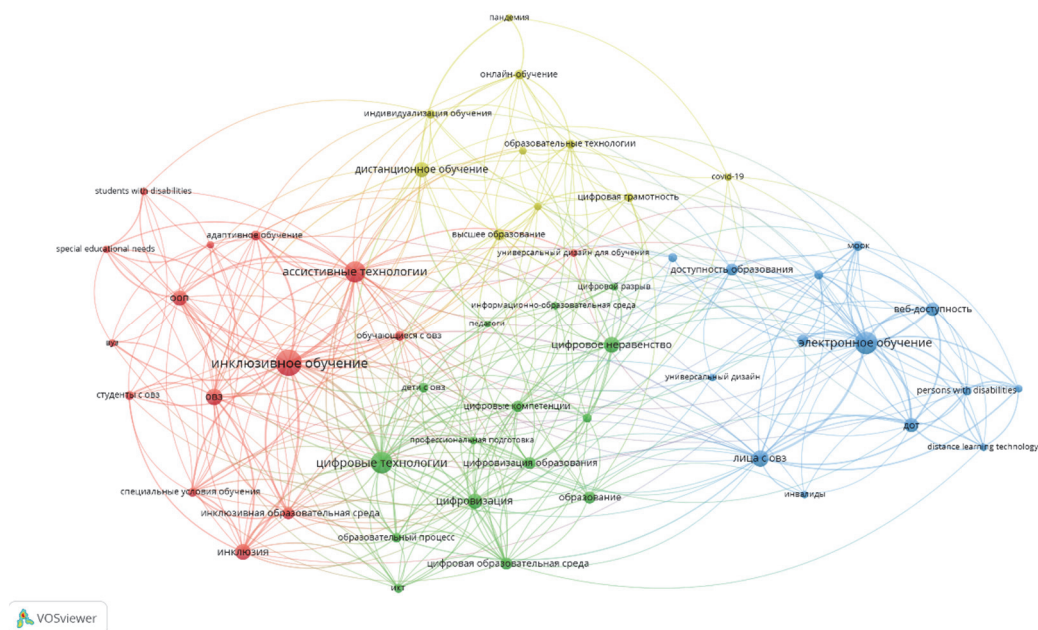 пандемия
онлайн-обучение
индивидуализация обучения
образовательные технологии
дистанционное обучение
covid-19
students with disabilities
цифровая грамотность
адаптивное обучение
высшее образование
special educational needs
универсальный дизайн для обучения
моок
ассистивные технологии
доступность образования
цифровой разрыв
ооп
информационно-образовательная среда
веб-доступность
педагоги
обучающиеся с овз
вуз
цифровое неравенство
электронное обучение
инклюзивное обучение
универсальный дизайн
дети с овз
persons with disabilities
студенты с овз
овз
цифровые компетенции
дот
профессиональная подготовка
distance learning technology
цифровые технологии
цифровизация образования
лица с овз
специальные условия обучения
цифровизация
образование
инвалиды
инклюзивная образовательная среда
образовательный процесс
инклюзия
цифровая образовательная среда
икт
VOSviewer